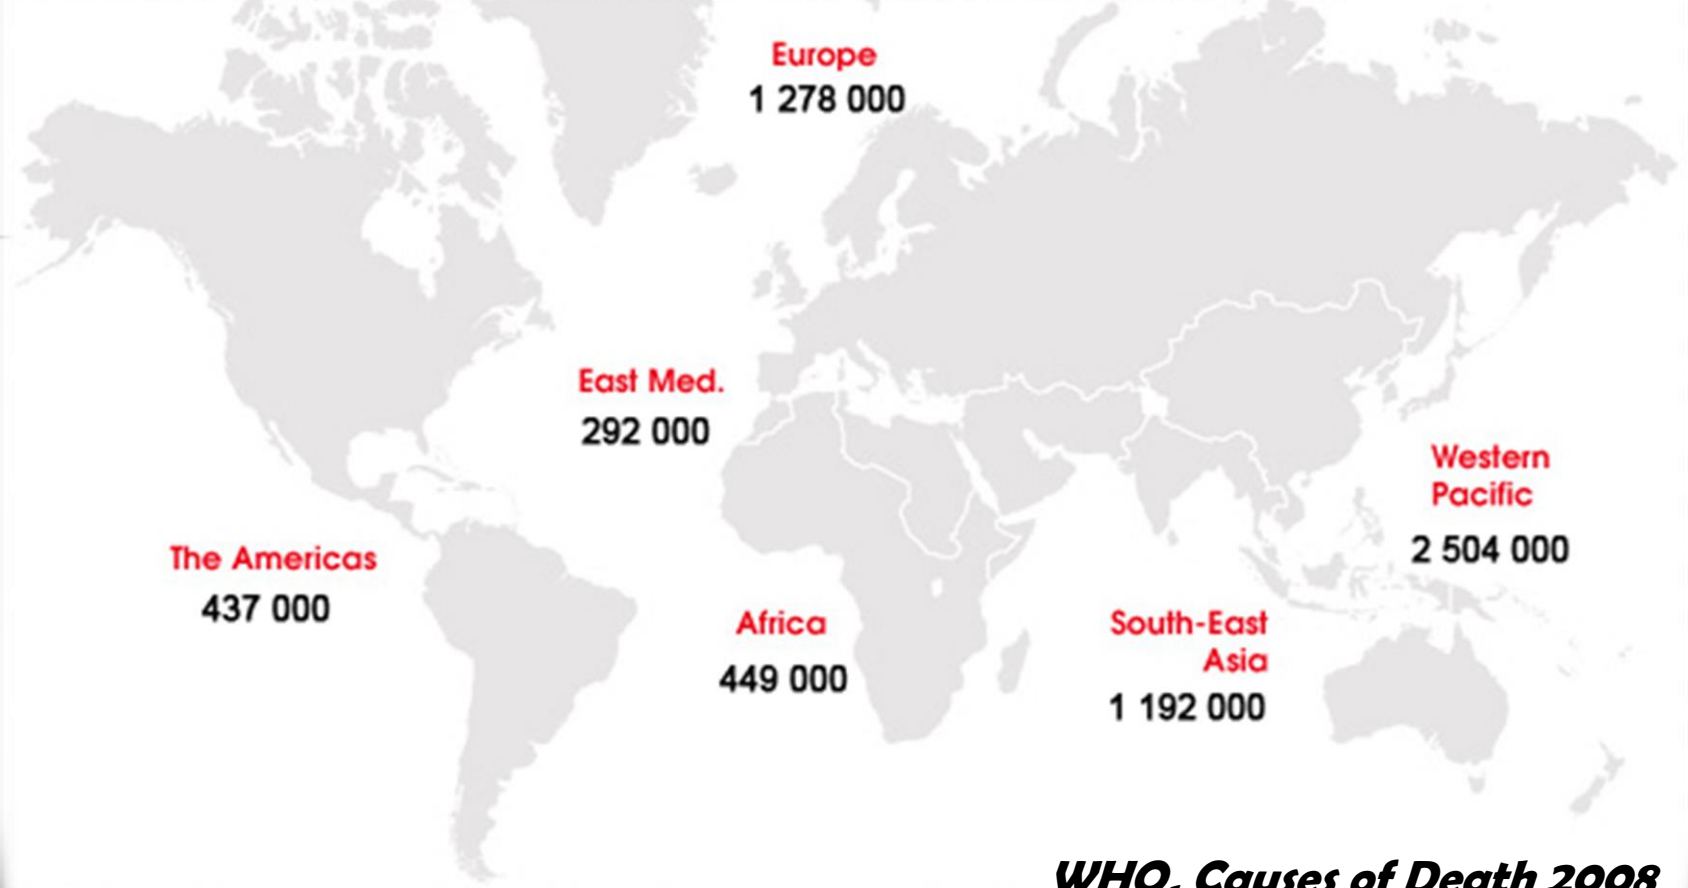 Europe
1 278 000
East Med.
292 000
Western
Pacific
2 504 000
The Americas
437 000
Africa
449 000
South-East
Asia
1 192 000
WHO, Causes of Death 2008